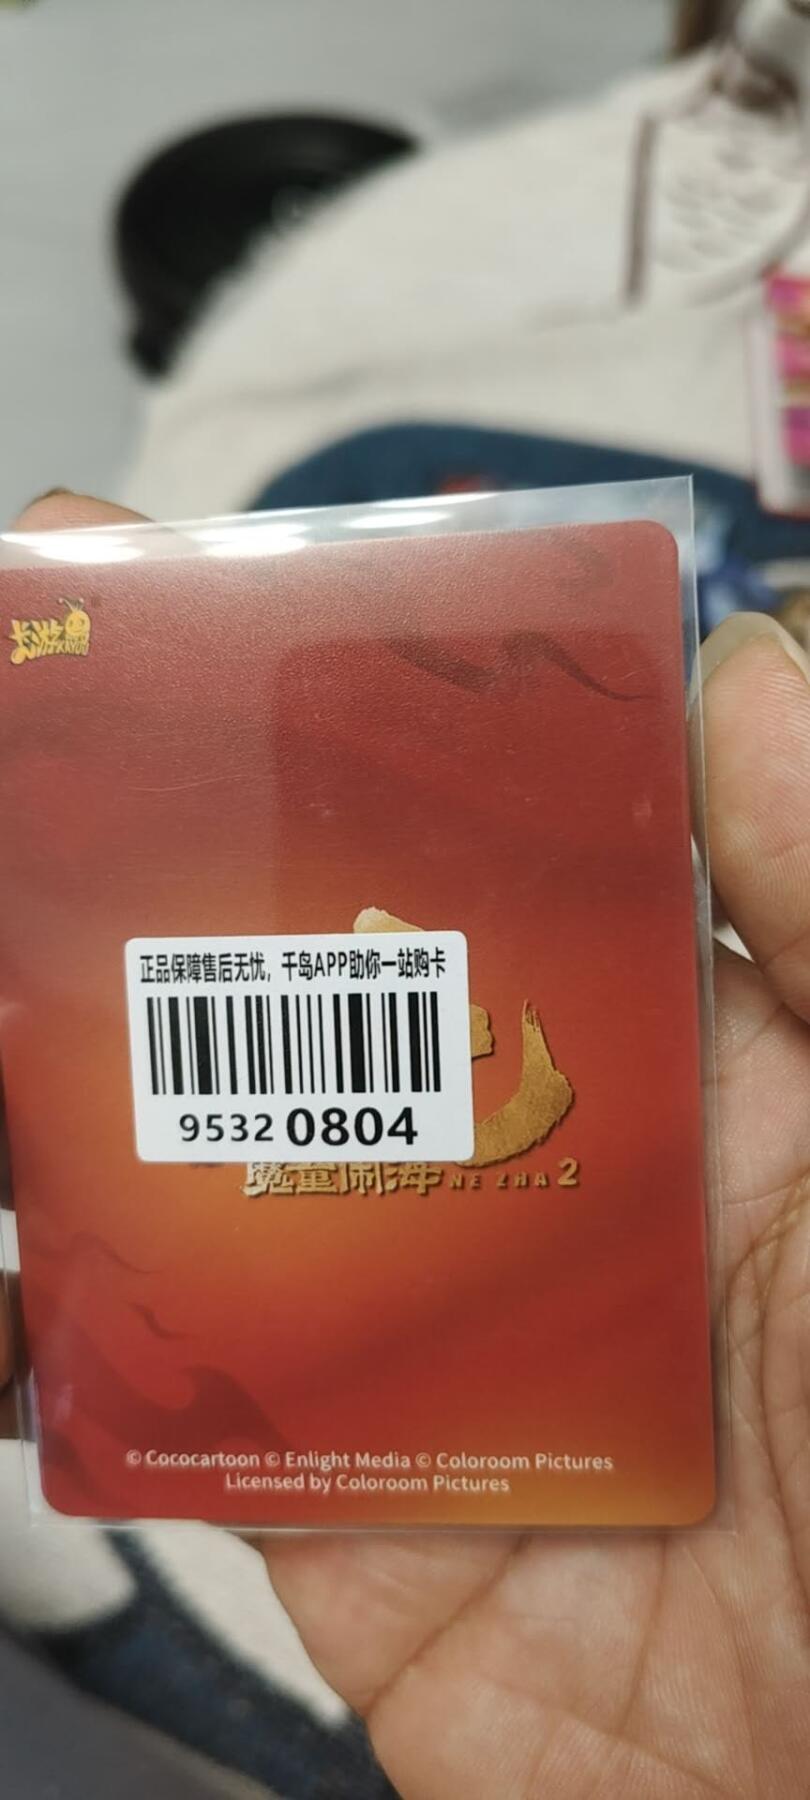 卡游
KAYOU
正品保障售后无忧，千岛APP助你一站购卡
9532 0804
魔童闹海 NE ZHA 2
© Cococartoon © Enlight Media © Coloroom Pictures
Licensed by Coloroom Pictures